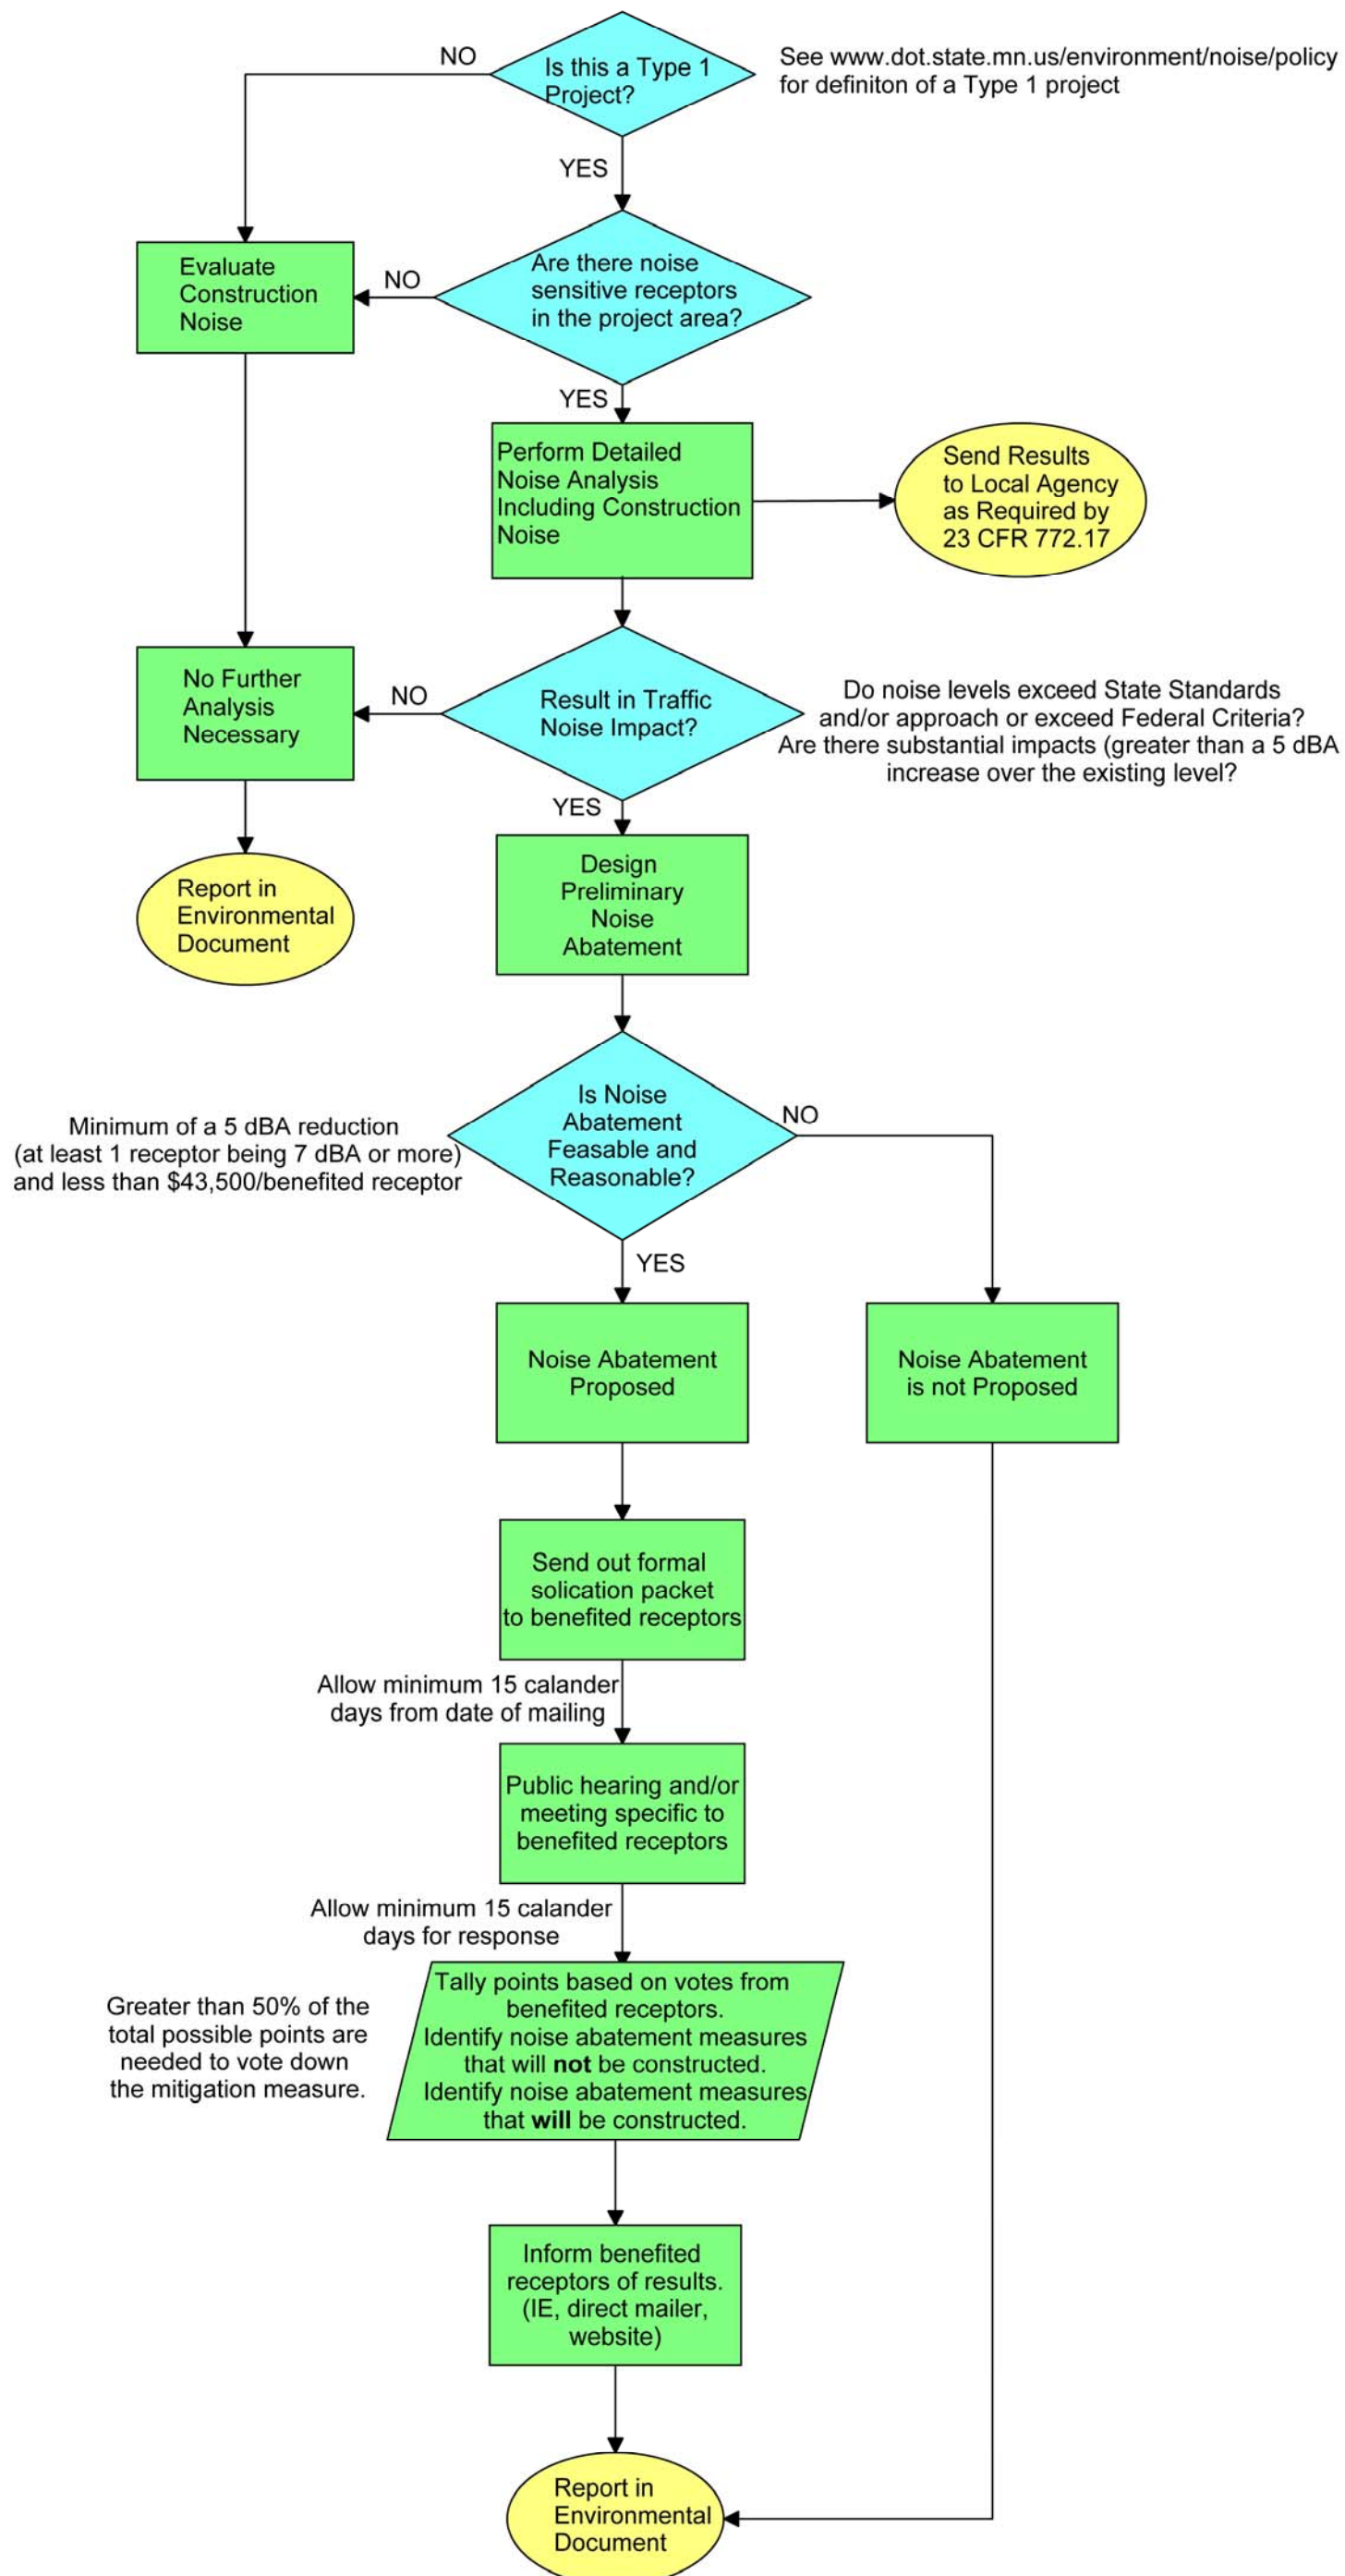 NO
Is this a Type 1
Project?
See www.dot.state.mn.us/environment/noise/policy
for definiton of a Type 1 project
YES
Evaluate
Construction
Noise
NO
Are there noise
sensitive receptors
in the project area?
YES
Perform Detailed
Noise Analysis
Including Construction
Noise
Send Results
to Local Agency
as Required by
23 CFR 772.17
No Further
Analysis
Necessary
NO
Result in Traffic
Noise Impact?
Do noise levels exceed State Standards
and/or approach or exceed Federal Criteria?
Are there substantial impacts (greater than a 5 dBA
increase over the existing level?
YES
Report in
Environmental
Document
Design
Preliminary
Noise
Abatement
Minimum of a 5 dBA reduction
(at least 1 receptor being 7 dBA or more)
and less than $43,500/benefited receptor
Is Noise
Abatement
Feasable and
Reasonable?
NO
YES
Noise Abatement
Proposed
Noise Abatement
is not Proposed
Send out formal
solication packet
to benefited receptors
Allow minimum 15 calander
days from date of mailing
Public hearing and/or
meeting specific to
benefited receptors
Allow minimum 15 calander
days for response
Greater than 50% of the
total possible points are
needed to vote down
the mitigation measure.
Tally points based on votes from
benefited receptors.
Identify noise abatement measures
that will not be constructed.
Identify noise abatement measures
that will be constructed.
Inform benefited
receptors of results.
(IE, direct mailer,
website)
Report in
Environmental
Document